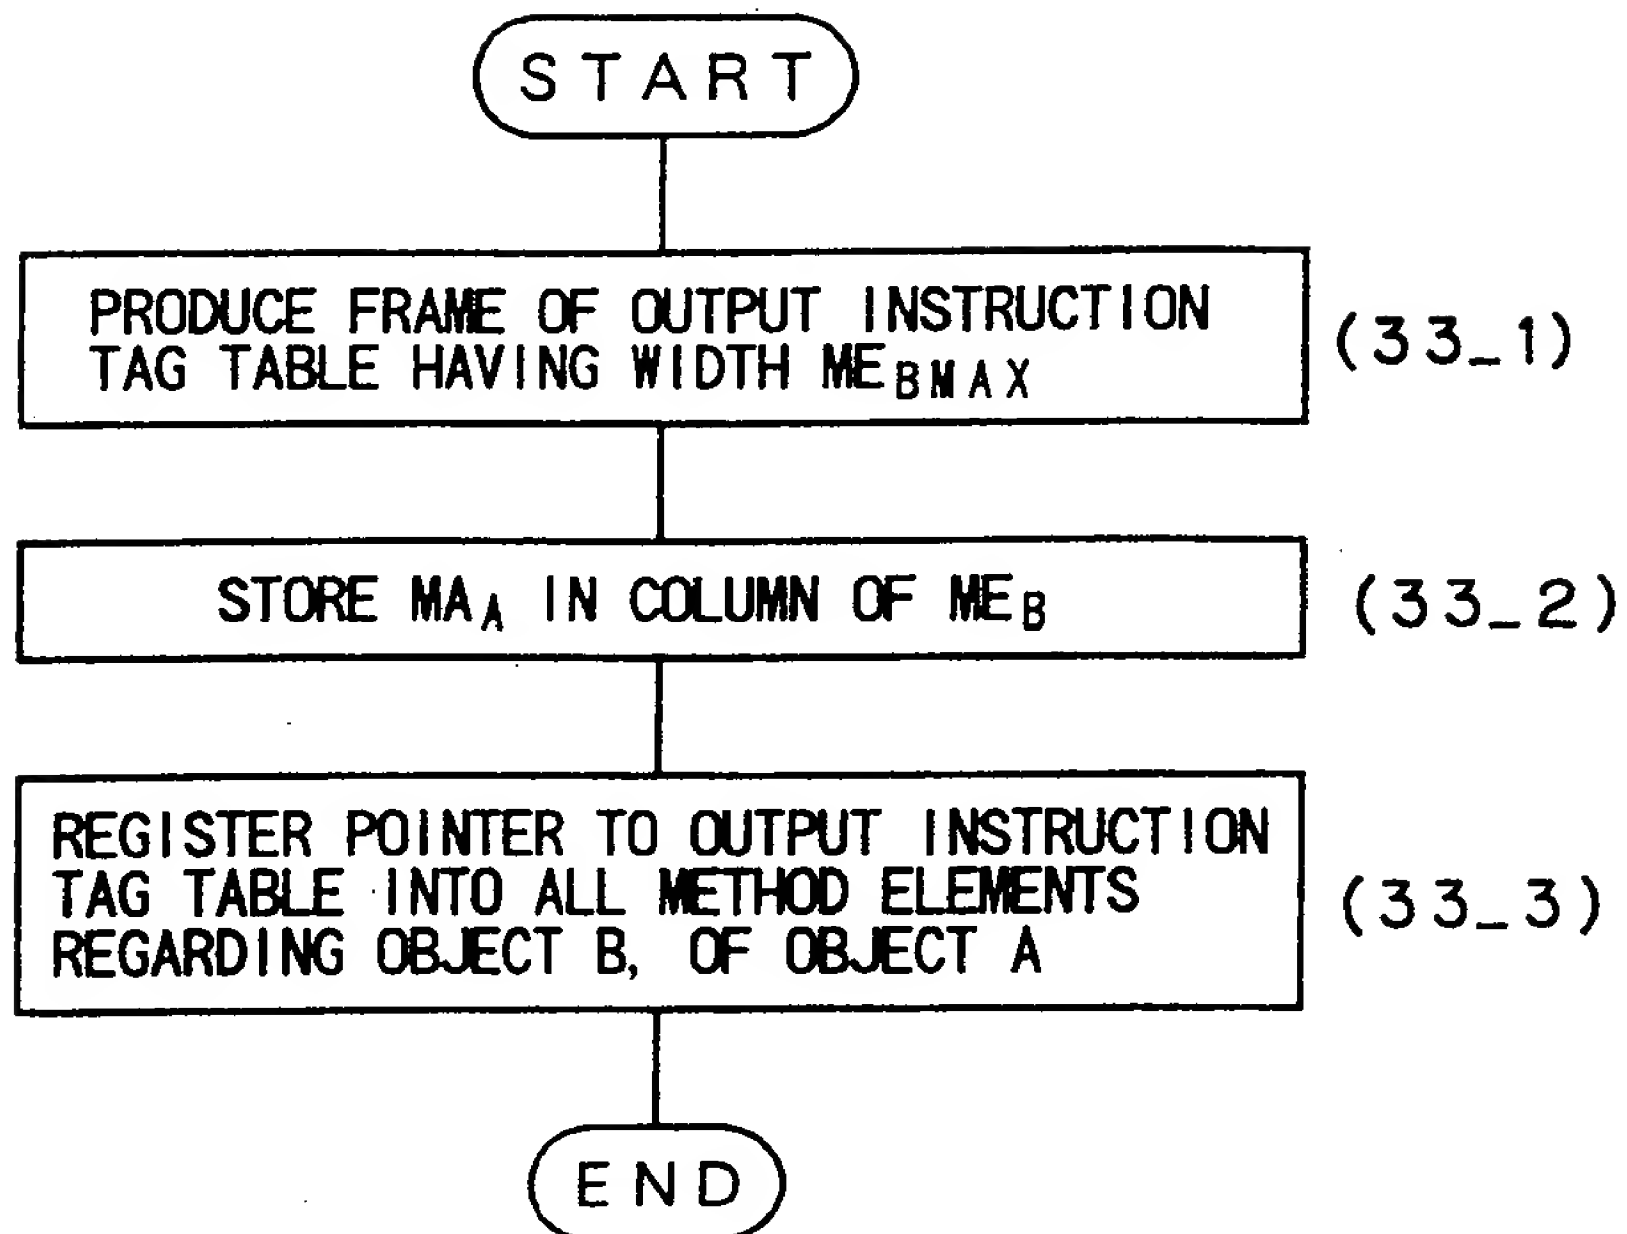 START
PRODUCE FRAME OF OUTPUT INSTRUCTION
TAG TABLE HAVING WIDTH MEBMAX
(33_1)
STORE MAA IN COLUMN OF MEB
(33_2)
REGISTER POINTER TO OUTPUT INSTRUCTION
TAG TABLE INTO ALL METHOD ELEMENTS
REGARDING OBJECT B, OF OBJECT A
(33_3)
END